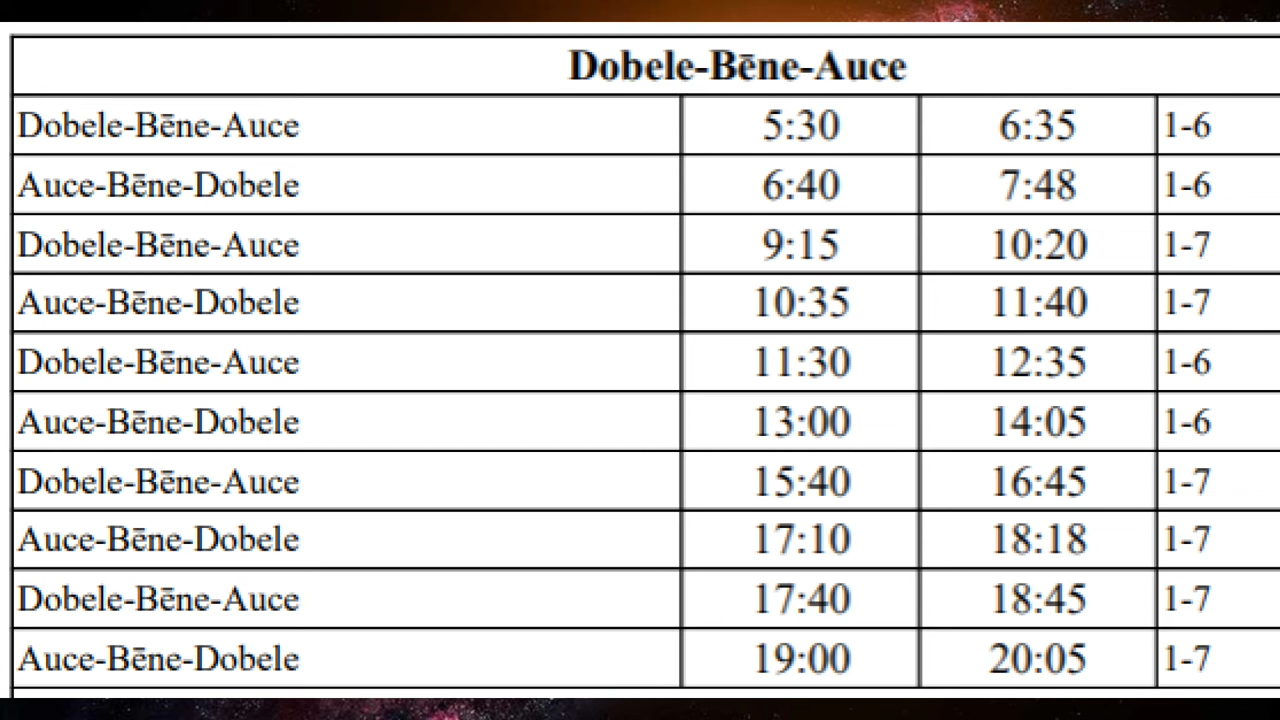 Dobele-Bēne-Auce
Dobele-Bēne-Auce 5:30 6:35 1-6
Auce-Bēne-Dobele 6:40 7:48 1-6
Dobele-Bēne-Auce 9:15 10:20 1-7
Auce-Bēne-Dobele 10:35 11:40 1-7
Dobele-Bēne-Auce 11:30 12:35 1-6
Auce-Bēne-Dobele 13:00 14:05 1-6
Dobele-Bēne-Auce 15:40 16:45 1-7
Auce-Bēne-Dobele 17:10 18:18 1-7
Dobele-Bēne-Auce 17:40 18:45 1-7
Auce-Bēne-Dobele 19:00 20:05 1-7